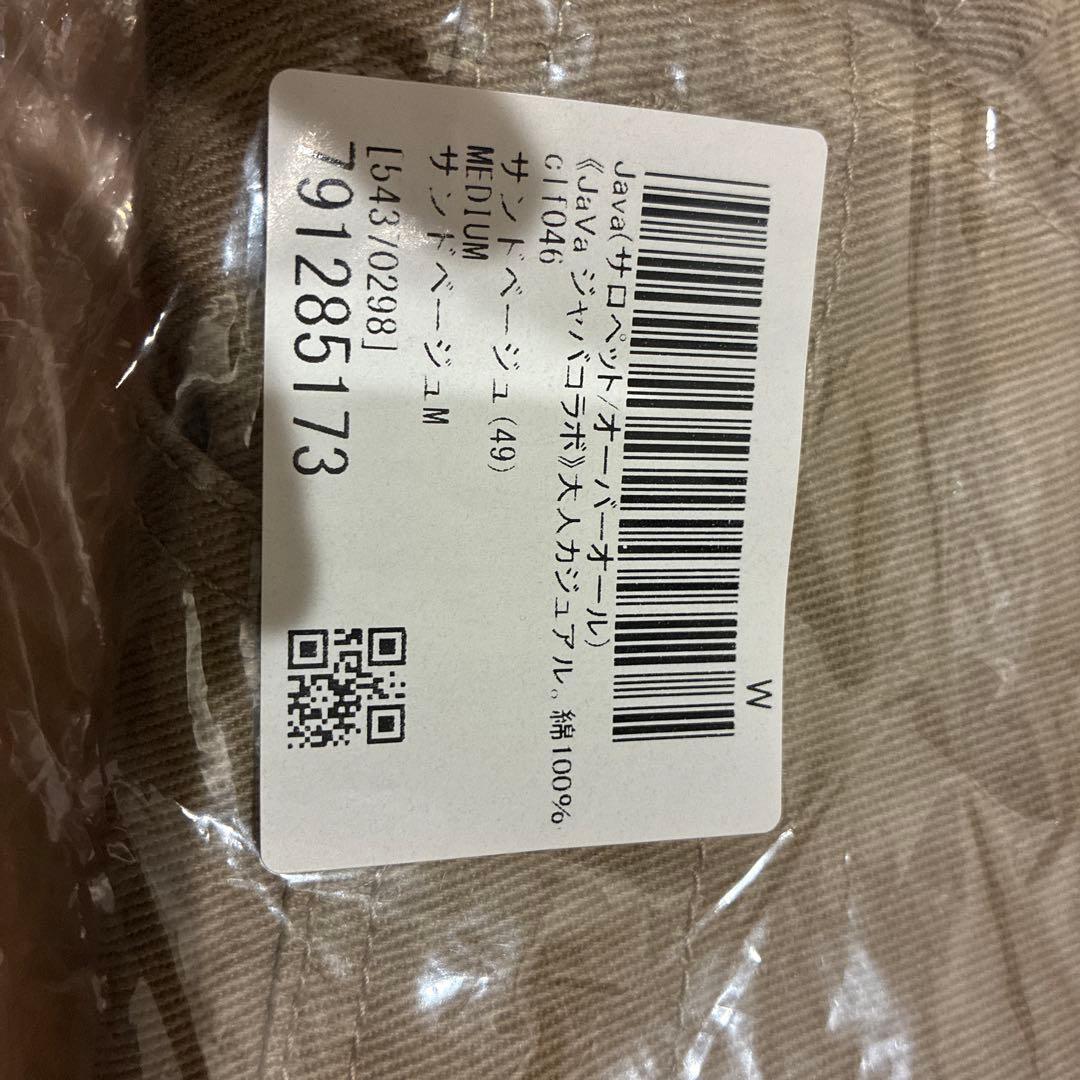 W
Java(サロペット/オーバーオール)
《JaVa ジャバコラボ》大人カジュアル。綿100%
clf046
サンドベージュ(49)
MEDIUM
サンドベージュM
[543/0298]
791285173